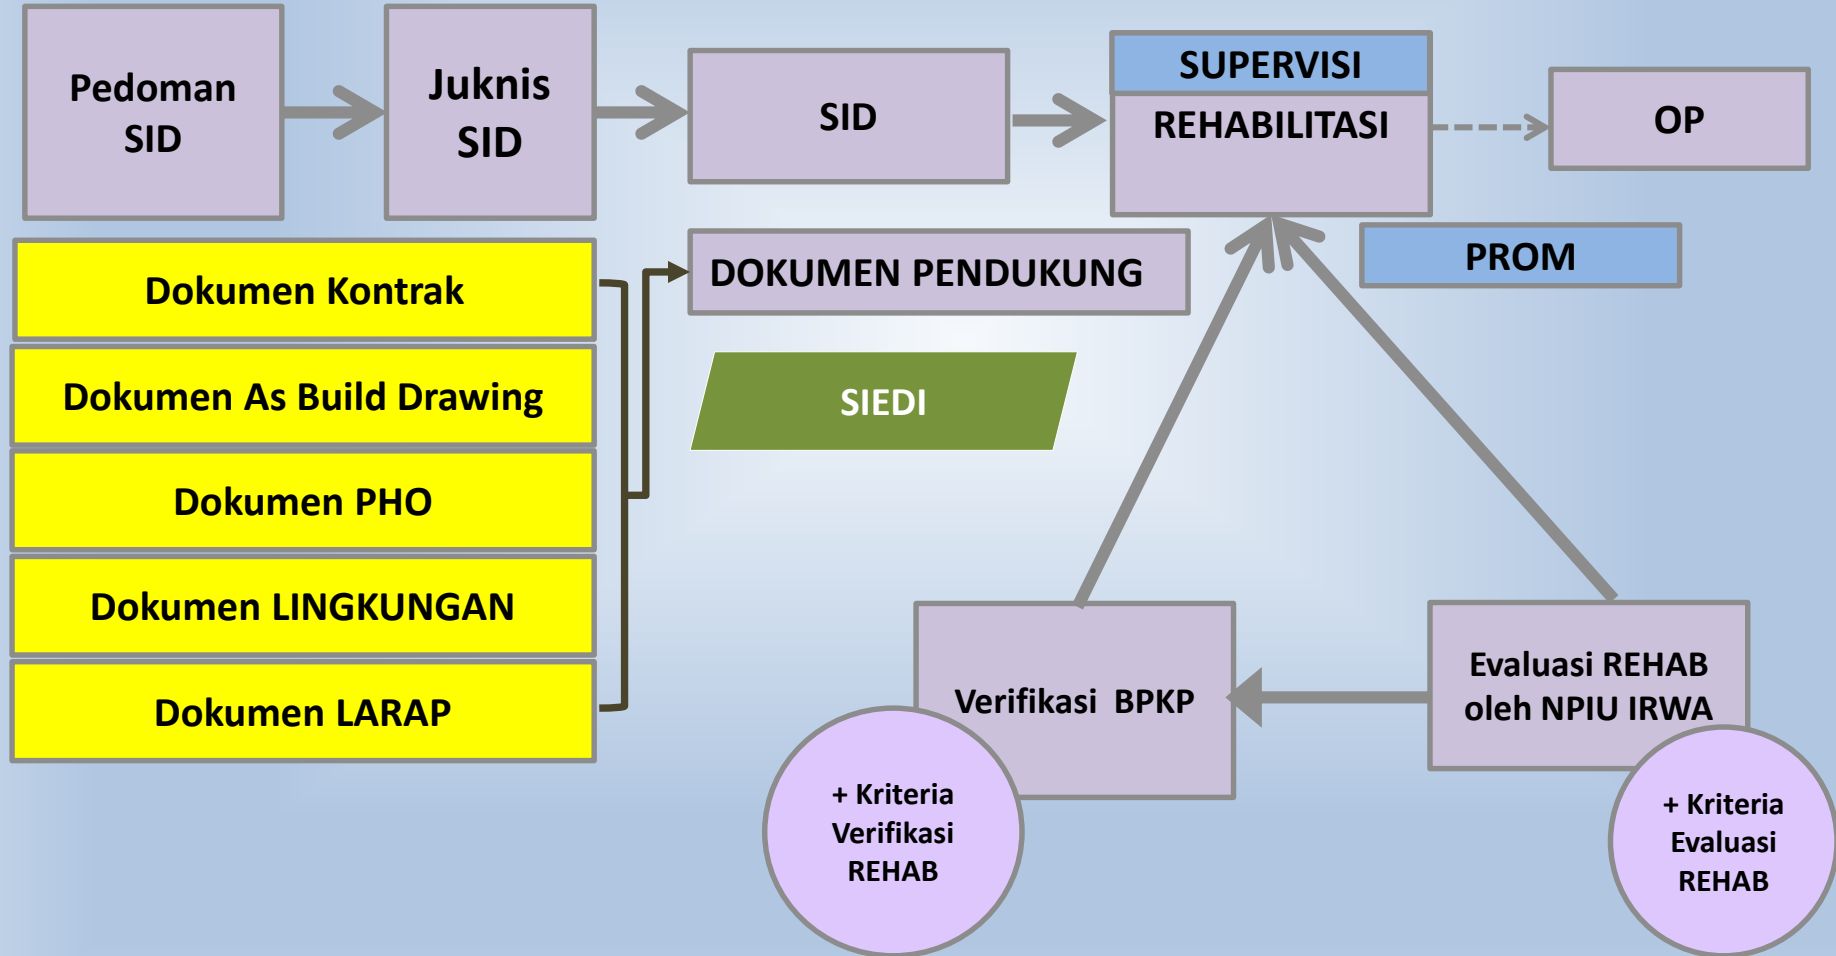 Pedoman
SID
Juknis
SID
SID
SUPERVISI
REHABILITASI
OP
PROM
DOKUMEN PENDUKUNG
Dokumen Kontrak
Dokumen As Build Drawing
Dokumen PHO
Dokumen LINGKUNGAN
Dokumen LARAP
SIEDI
Verifikasi BPKP
+ Kriteria
Verifikasi
REHAB
Evaluasi REHAB
oleh NPIU IRWA
+ Kriteria
Evaluasi
REHAB